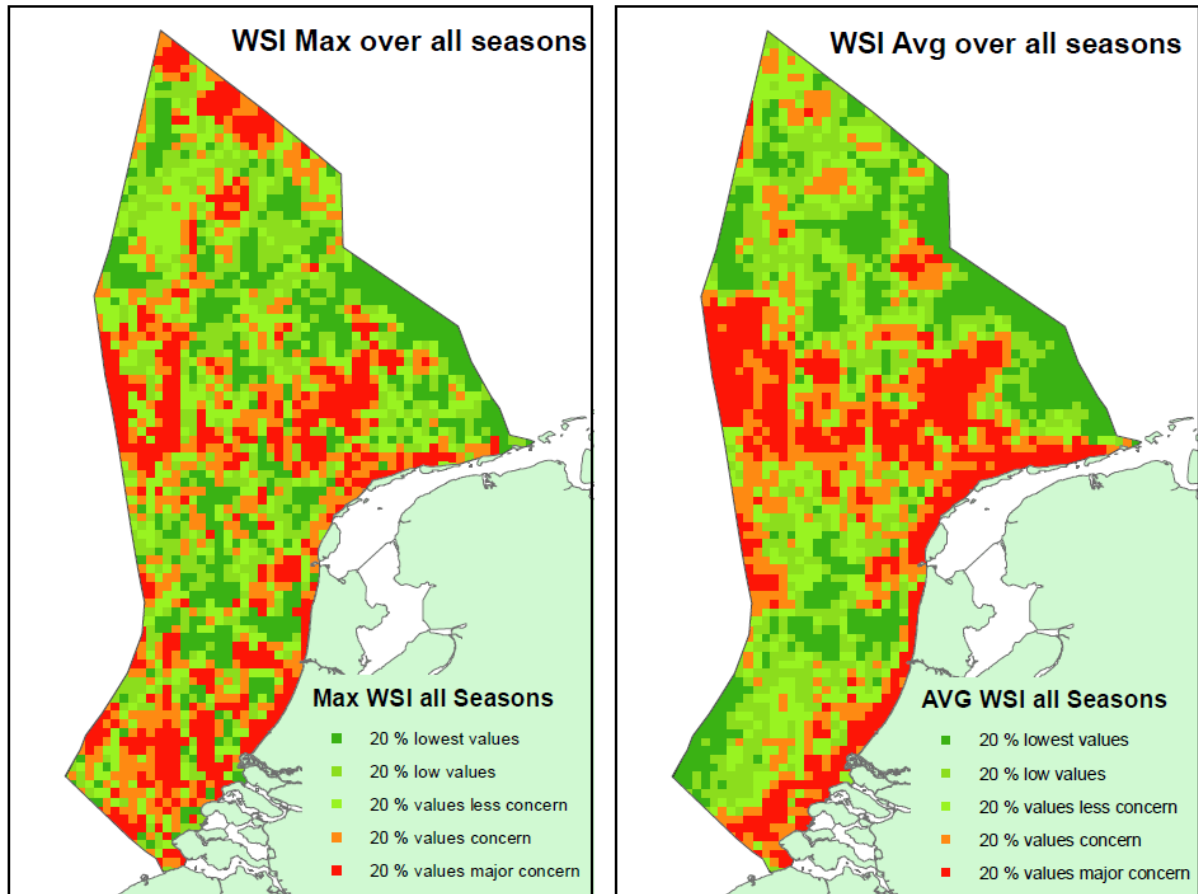 WSI Max over all seasons
Max WSI all Seasons
20 % lowest values
20 % low values
20 % values less concern
20 % values concern
20 % values major concern
WSI Avg over all seasons
AVG WSI all Seasons
20 % lowest values
20 % low values
20 % values less concern
20 % values concern
20 % values major concern